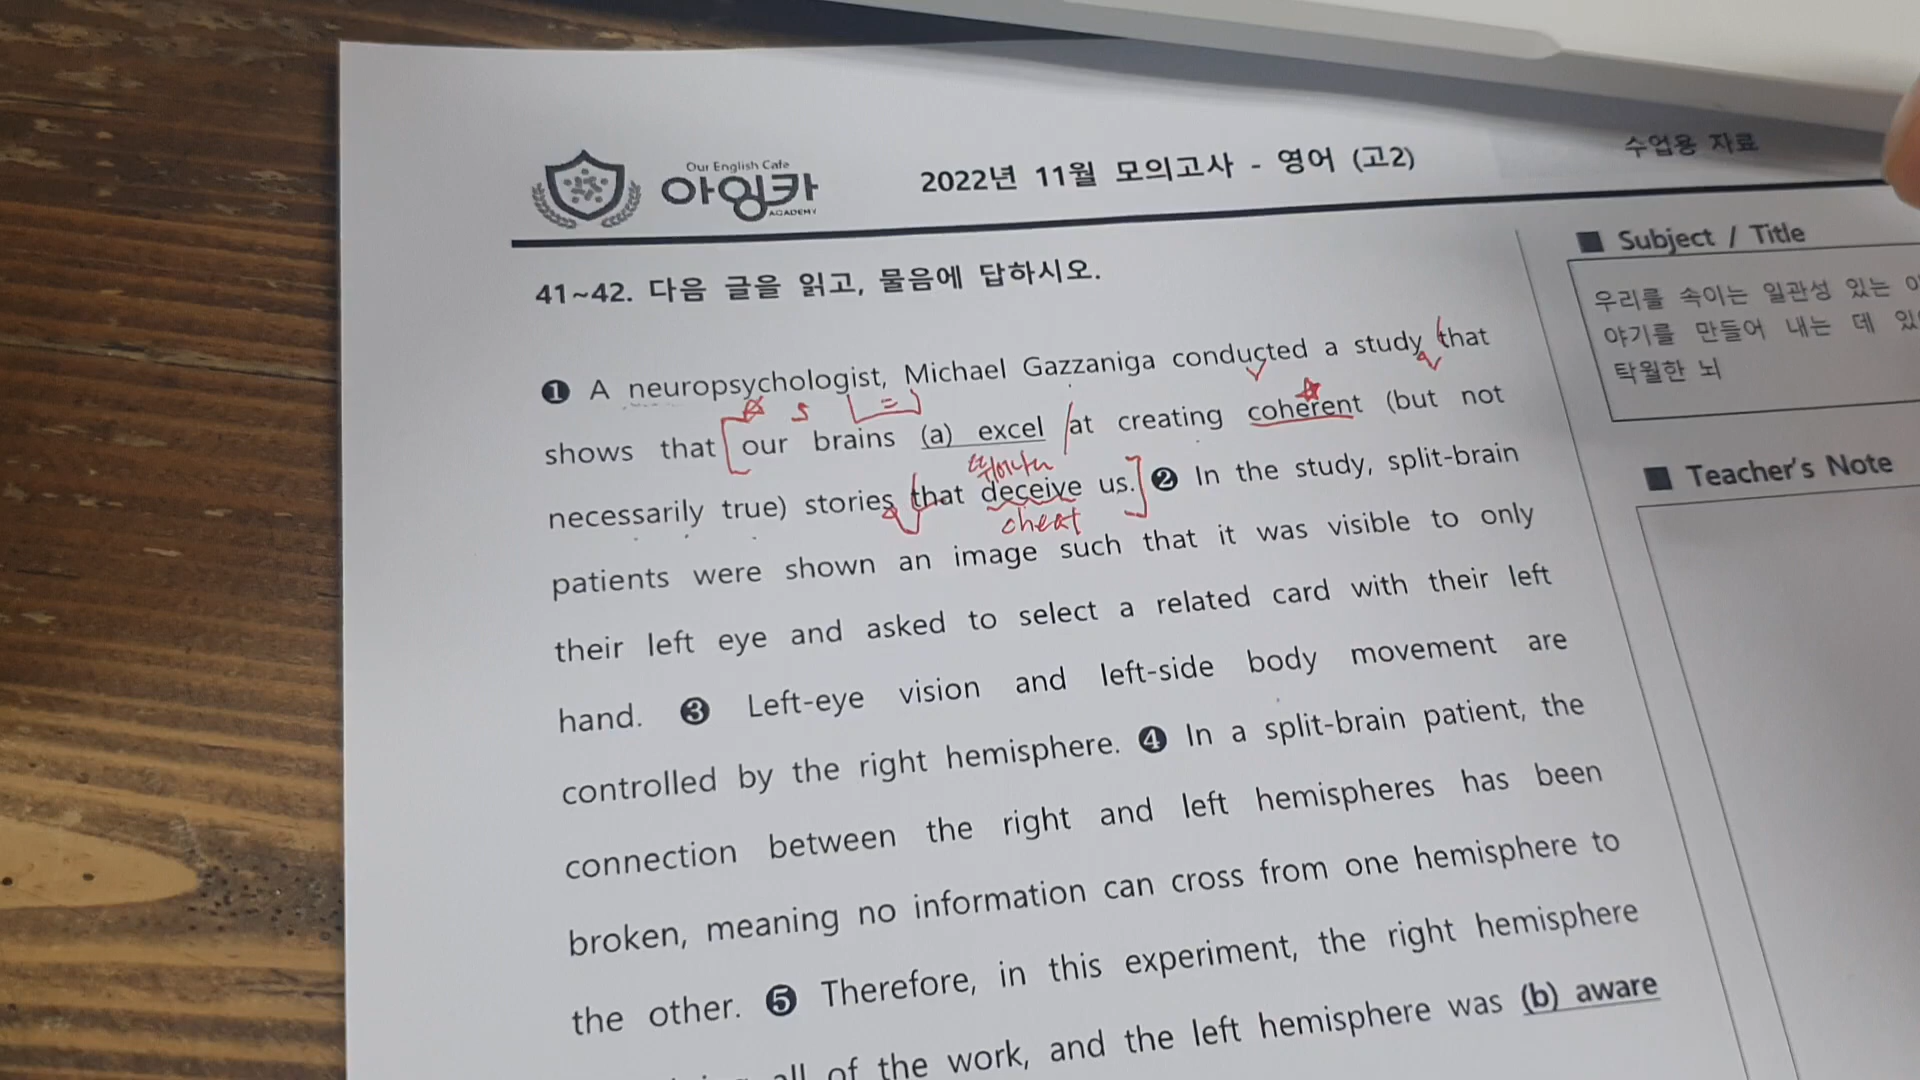 Our English Cafe
아잉카
ACADEMY
2022년 11월 모의고사 - 영어 (고2)
수업용 자료
41~42. 다음 글을 읽고, 물음에 답하시오.
❶ A neuropsychologist, Michael Gazzaniga conducted a study that
shows that our brains (a) excel at creating coherent (but not
뛰어나다
necessarily true) stories that deceive us. ❷ In the study, split-brain
cheat
patients were shown an image such that it was visible to only
their left eye and asked to select a related card with their left
hand. ❸ Left-eye vision and left-side body movement are
controlled by the right hemisphere. ❹ In a split-brain patient, the
connection between the right and left hemispheres has been
broken, meaning no information can cross from one hemisphere to
the other. ❺ Therefore, in this experiment, the right hemisphere
all of the work, and the left hemisphere was (b) aware
■ Subject / Title
우리를 속이는 일관성 있는
야기를 만들어 내는 데
탁월한 뇌
■ Teacher's Note